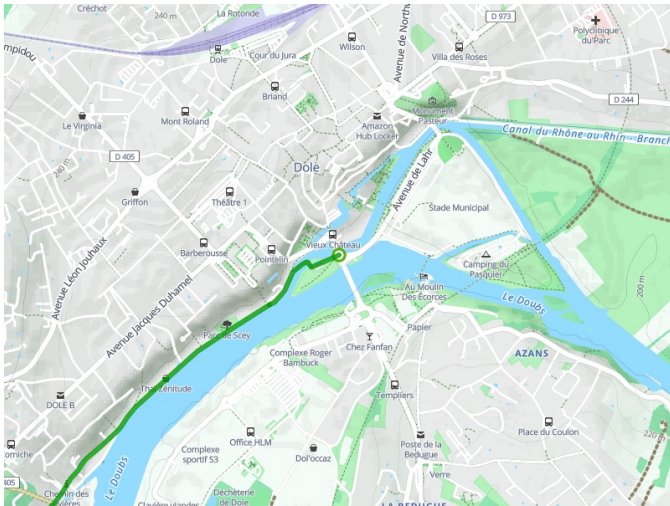 Créchot
240 m
La Rotonde
D 973
Polyclinique
du Parc
Wilson
Avenue de North
Villa des Roses
Dole
Cour du Jura
Briand
Le Virginia
Mont Roland
Amazon
Hub Locker
Monument
Pasteur
D 244
Canal du Rhône au Rhin - Branch
D 405
240 m
Dole
Avenue de Lahr
Griffon
Théâtre 1
Stade Municipal
Vieux Château
Barberousse
Pointelin
Camping du
Pasquier
Avenue Léon Jouhaux
Avenue Jacques Duhamel
Au Moulin
Des Écorces
Le Doubs
200 m
Parc de Scey
Papier
Chez Fanfan
Complexe Roger
Bambuck
AZANS
Thaï Zénitude
Templiers
DOLE B
Office HLM
Place du Coulon
Poste de la
Bedugue
Complexe
sportif S3
Dol'occaz
Verre
Le Doubs
Chemin des
Déchèterie
de Dole
LA BEDUGUE